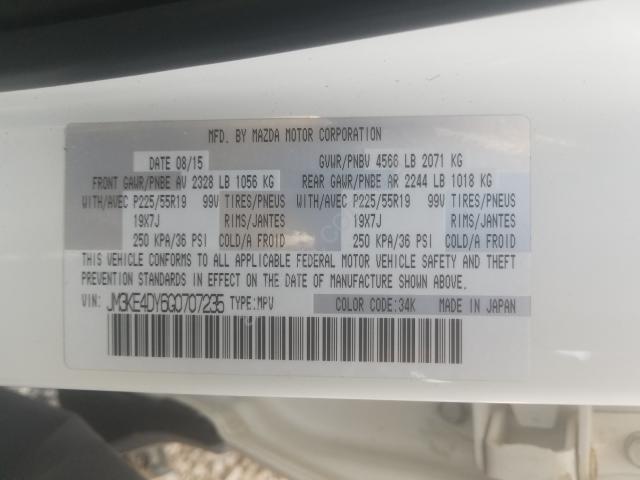 MFD. BY MAZDA MOTOR CORPORATION
DATE 08/15 GVWR/PNBV 4566 LB 2071 KG
FRONT GAWR/PNBE AV 2328 LB 1056 KG REAR GAWR/PNBE AR 2244 LB 1018 KG
WITH/AVEC P225/55R19 99V TIRES/PNEUS WITH/AVEC P225/55R19 99V TIRES/PNEUS
19X7J RIMS/JANTES 19X7J RIMS/JANTES
250 KPA/36 PSI COLD/A FROID 250 KPA/36 PSI COLD/A FROID
THIS VEHICLE CONFORMS TO ALL APPLICABLE FEDERAL MOTOR VEHICLE SAFETY AND THEFT
PREVENTION STANDARDS IN EFFECT ON THE DATE OF MANUFACTURE SHOWN ABOVE.
VIN: JM3KE4DY6G0707235 TYPE:MPV COLOR CODE:34K MADE IN JAPAN